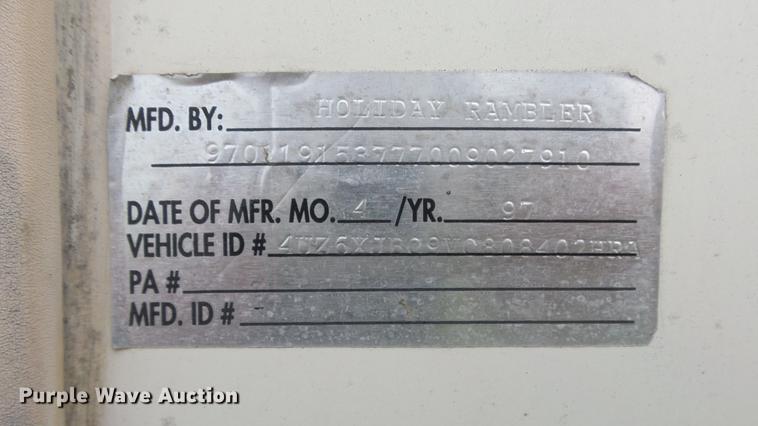 MFD. BY: HOLIDAY RAMBLER
DATE OF MFR. MO. 4 /YR. 97
VEHICLE ID #
PA #
MFD. ID #
Purple Wave Auction